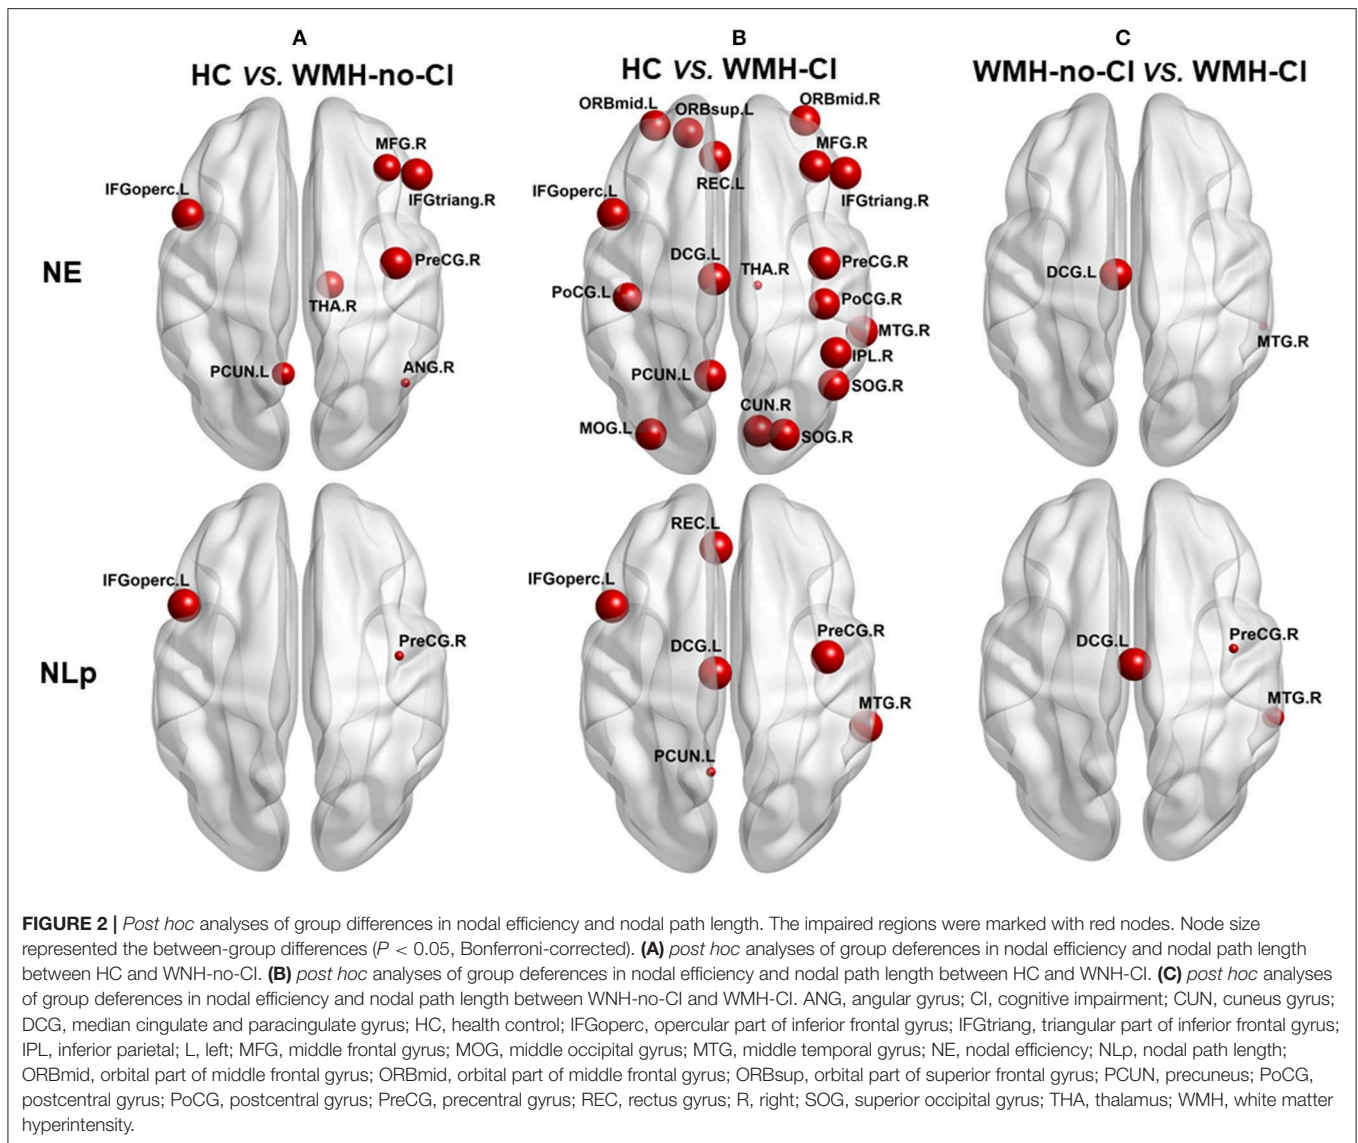 A
B
C
HC VS. WMH-no-CI
HC VS. WMH-CI
WMH-no-CI VS. WMH-CI
NE
MFG.R
IFGoperc.L
IFGtriang.R
PreCG.R
THA.R
PCUN.L
ANG.R
ORBmid.L
ORBsup.L
ORBmid.R
MFG.R
REC.L
IFGoperc.L
IFGtriang.R
DCG.L
THA.R
PreCG.R
PoCG.L
PoCG.R
MTG.R
IPL.R
PCUN.L
SOG.R
CUN.R
MOG.L
SOG.R
DCG.L
MTG.R
NLp
IFGoperc.L
PreCG.R
REC.L
IFGoperc.L
PreCG.R
DCG.L
MTG.R
PCUN.L
DCG.L
PreCG.R
MTG.R
FIGURE 2 | Post hoc analyses of group differences in nodal efficiency and nodal path length. The impaired regions were marked with red nodes. Node size
represented the between-group differences (P < 0.05, Bonferroni-corrected). (A) post hoc analyses of group deferences in nodal efficiency and nodal path length
between HC and WNH-no-CI. (B) post hoc analyses of group deferences in nodal efficiency and nodal path length between HC and WNH-CI. (C) post hoc analyses
of group deferences in nodal efficiency and nodal path length between WNH-no-CI and WMH-CI. ANG, angular gyrus; CI, cognitive impairment; CUN, cuneus gyrus;
DCG, median cingulate and paracingulate gyrus; HC, health control; IFGoperc, opercular part of inferior frontal gyrus; IFGtriang, triangular part of inferior frontal gyrus;
IPL, inferior parietal; L, left; MFG, middle frontal gyrus; MOG, middle occipital gyrus; MTG, middle temporal gyrus; NE, nodal efficiency; NLp, nodal path length;
ORBmid, orbital part of middle frontal gyrus; ORBmid, orbital part of middle frontal gyrus; ORBsup, orbital part of superior frontal gyrus; PCUN, precuneus; PoCG,
postcentral gyrus; PoCG, postcentral gyrus; PreCG, precentral gyrus; REC, rectus gyrus; R, right; SOG, superior occipital gyrus; THA, thalamus; WMH, white matter
hyperintensity.